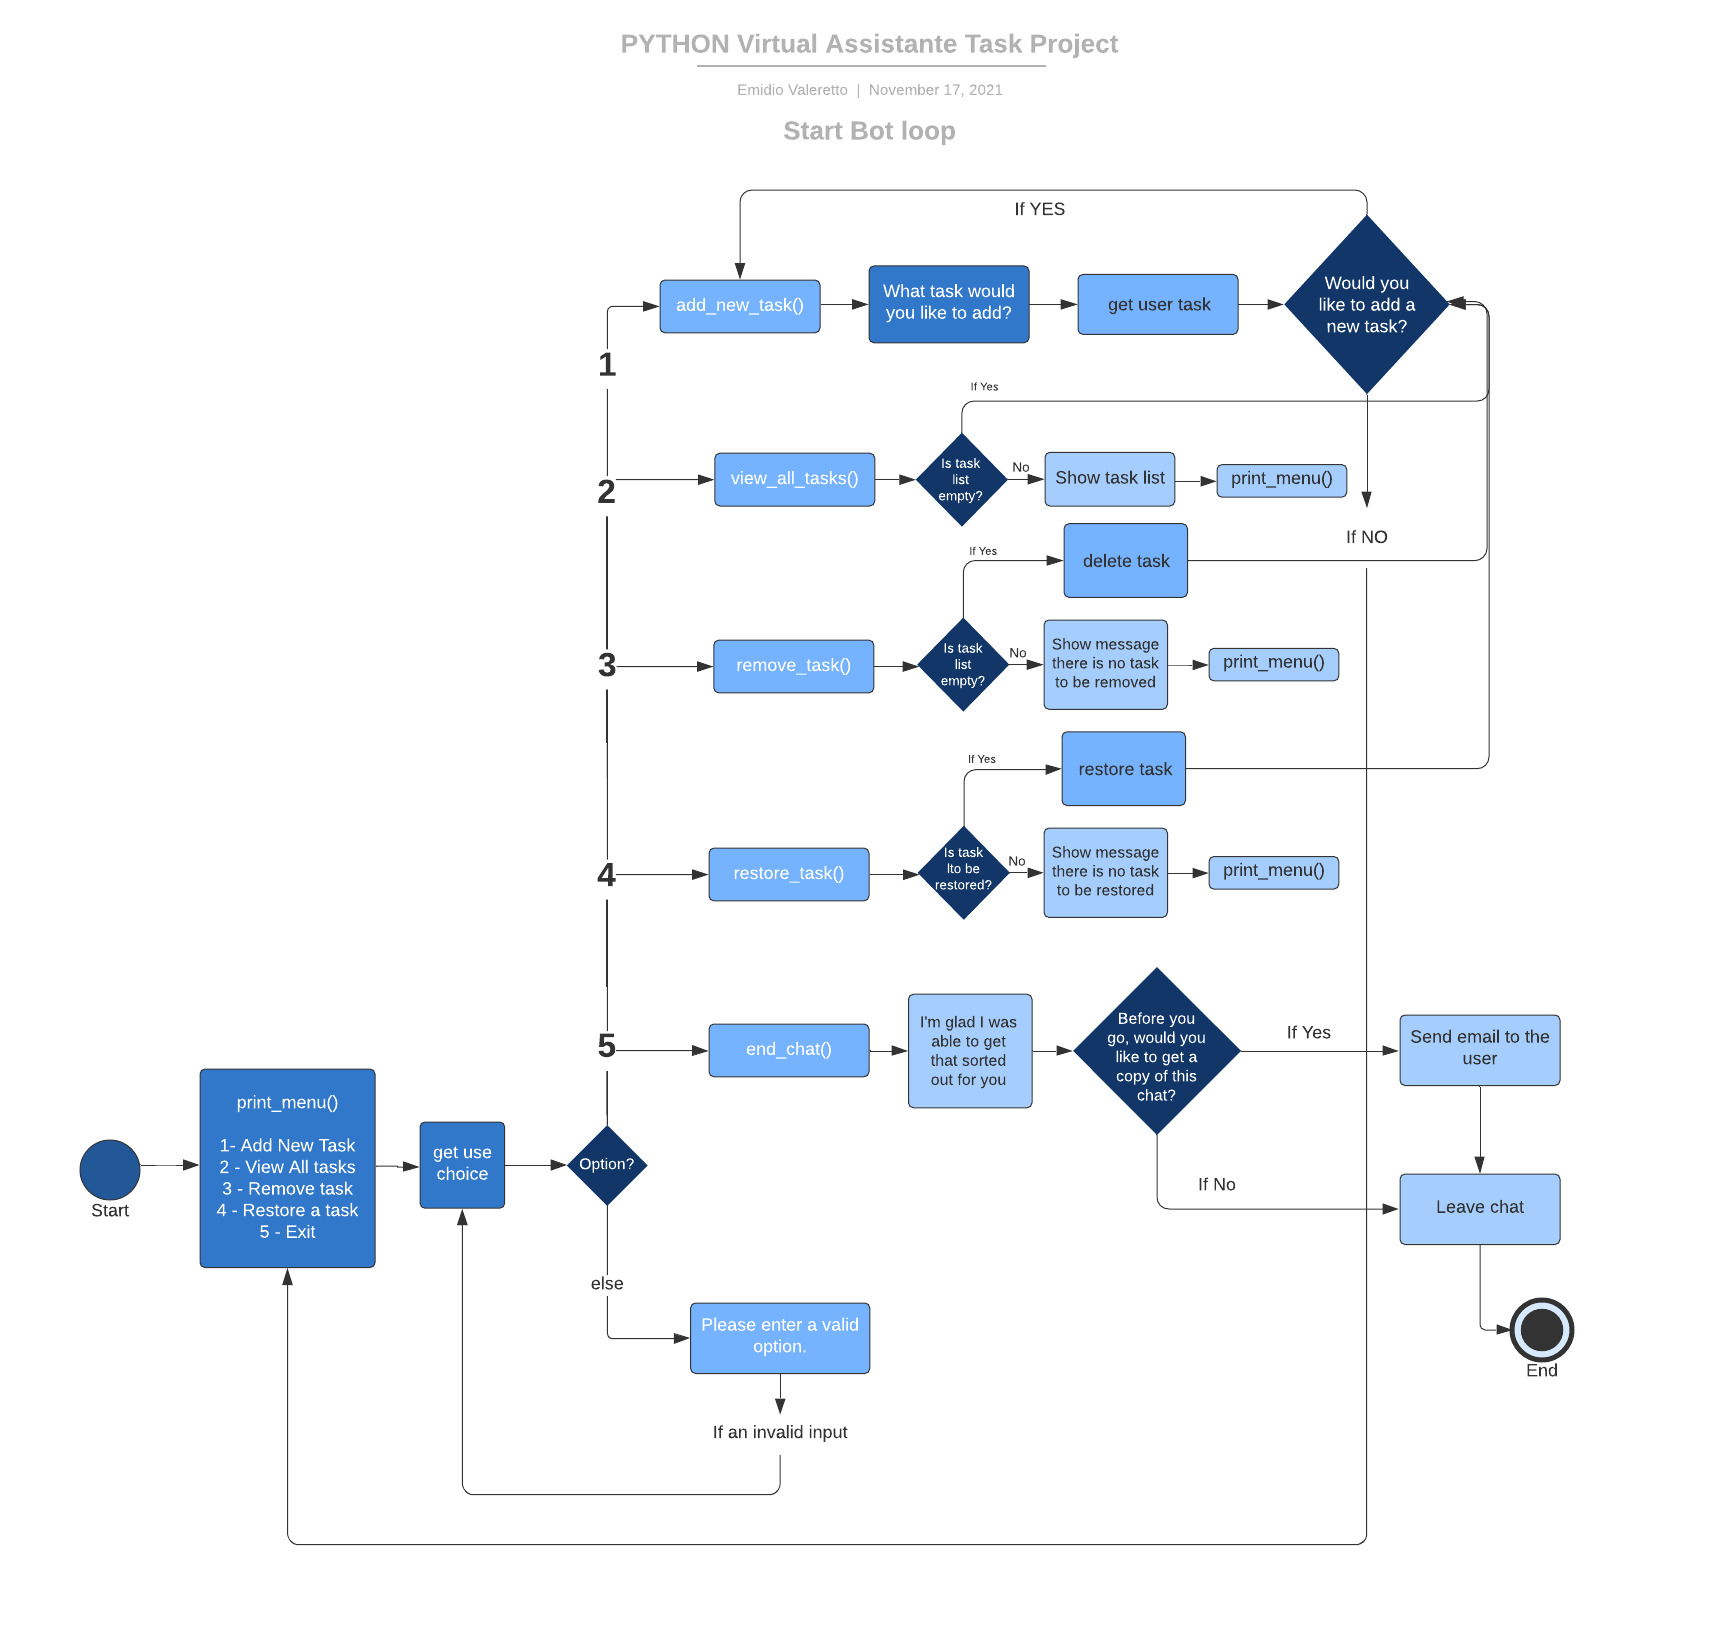 PYTHON Virtual Assistante Task Project
Emidio Valeretto | November 17, 2021
Start Bot loop
If YES
add_new_task()
What task would
you like to add?
get user task
Would you
like to add a
new task?
1
If Yes
view_all_tasks()
Is task
list
empty?
No
Show task list
print_menu()
2
If NO
If Yes
delete task
3
remove_task()
Is task
list
empty?
No
Show message
there is no task
to be removed
print_menu()
If Yes
restore task
4
restore_task()
Is task
lto be
restored?
No
Show message
there is no task
to be restored
print_menu()
5
end_chat()
I'm glad I was
able to get
that sorted
out for you
Before you
go, would you
like to get a
copy of this
chat?
If Yes
Send email to the
user
print_menu()
1- Add New Task
2 - View All tasks
3 - Remove task
4 - Restore a task
5 - Exit
get use
choice
Option?
Start
If No
Leave chat
else
Please enter a valid
option.
End
If an invalid input